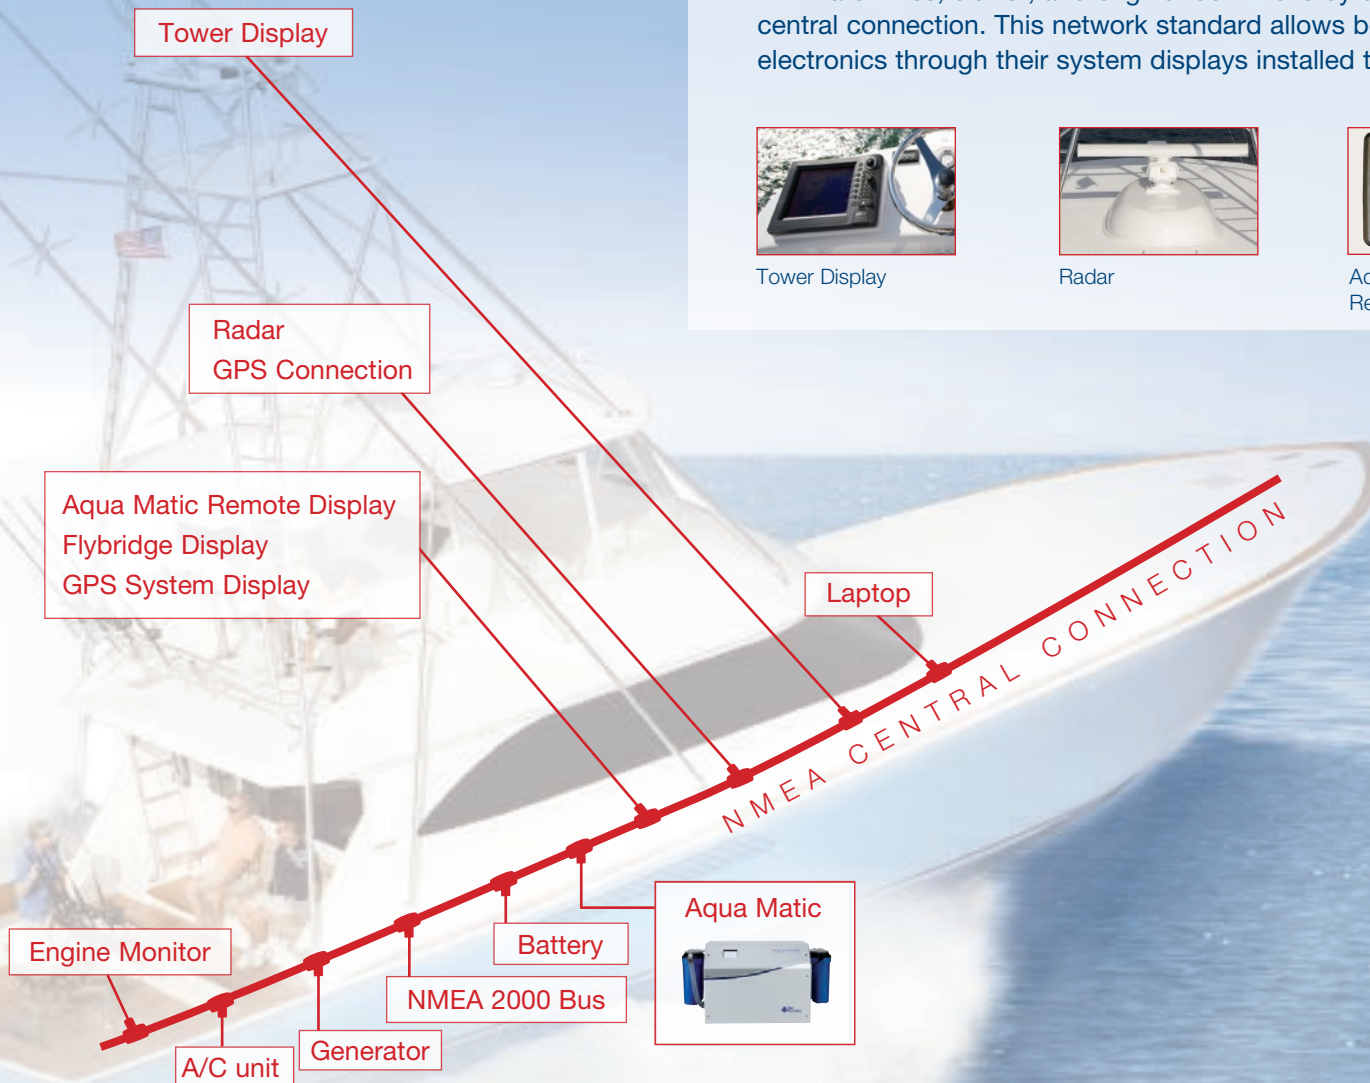 central connection. This network standard allows
electronics through their system displays installed
Tower Display
Radar
Tower Display
Radar
GPS Connection
Aqua Matic Remote Display
Flybridge Display
GPS System Display
Laptop
NMEA CENTRAL CONNECTION
Aqua Matic
Battery
Engine Monitor
NMEA 2000 Bus
Generator
A/C unit